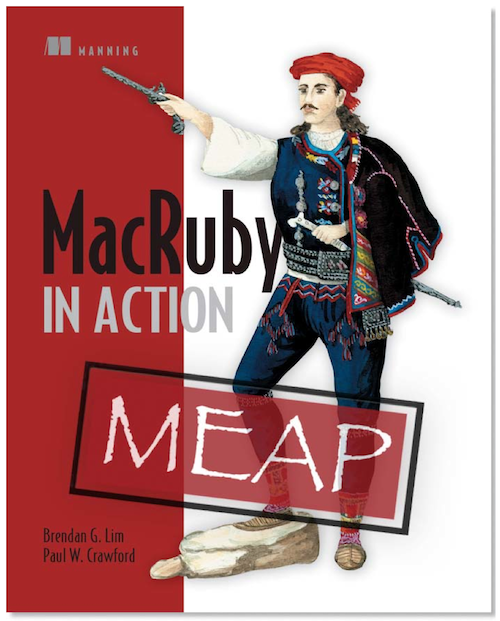 MANNING
MacRuby
IN ACTION
MEAP
Brendan G. Lim
Paul W. Crawford